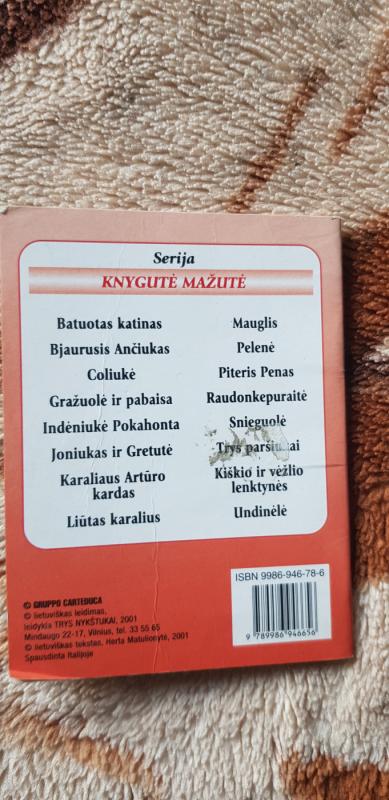 Serija
KNYGUTĖ MAŽUTĖ
Batuotas katinas
Bjaurusis Ančiukas
Coliukė
Gražuolė ir pabaisa
Indėniukė Pokahonta
Joniukas ir Gretutė
Karaliaus Artūro
kardas
Liūtas karalius
Mauglis
Pelenė
Piteris Penas
Raudonkepuraitė
Snieguolė
Trys
Kiškio ir vėžlio
lenktynės
Undinėlė
© GRUPPO CARTEDUCA
© lietuviškas leidimas,
leidykla TRYS NYKŠTUKAI, 2001
Mindaugo 22-17, Vilnius, tel. 33 55 65
© lietuviškas tekstas, Herta Matulionytė, 2001
Spausdinta Italijoje
ISBN 9986-946-78-6
9 789986 946656